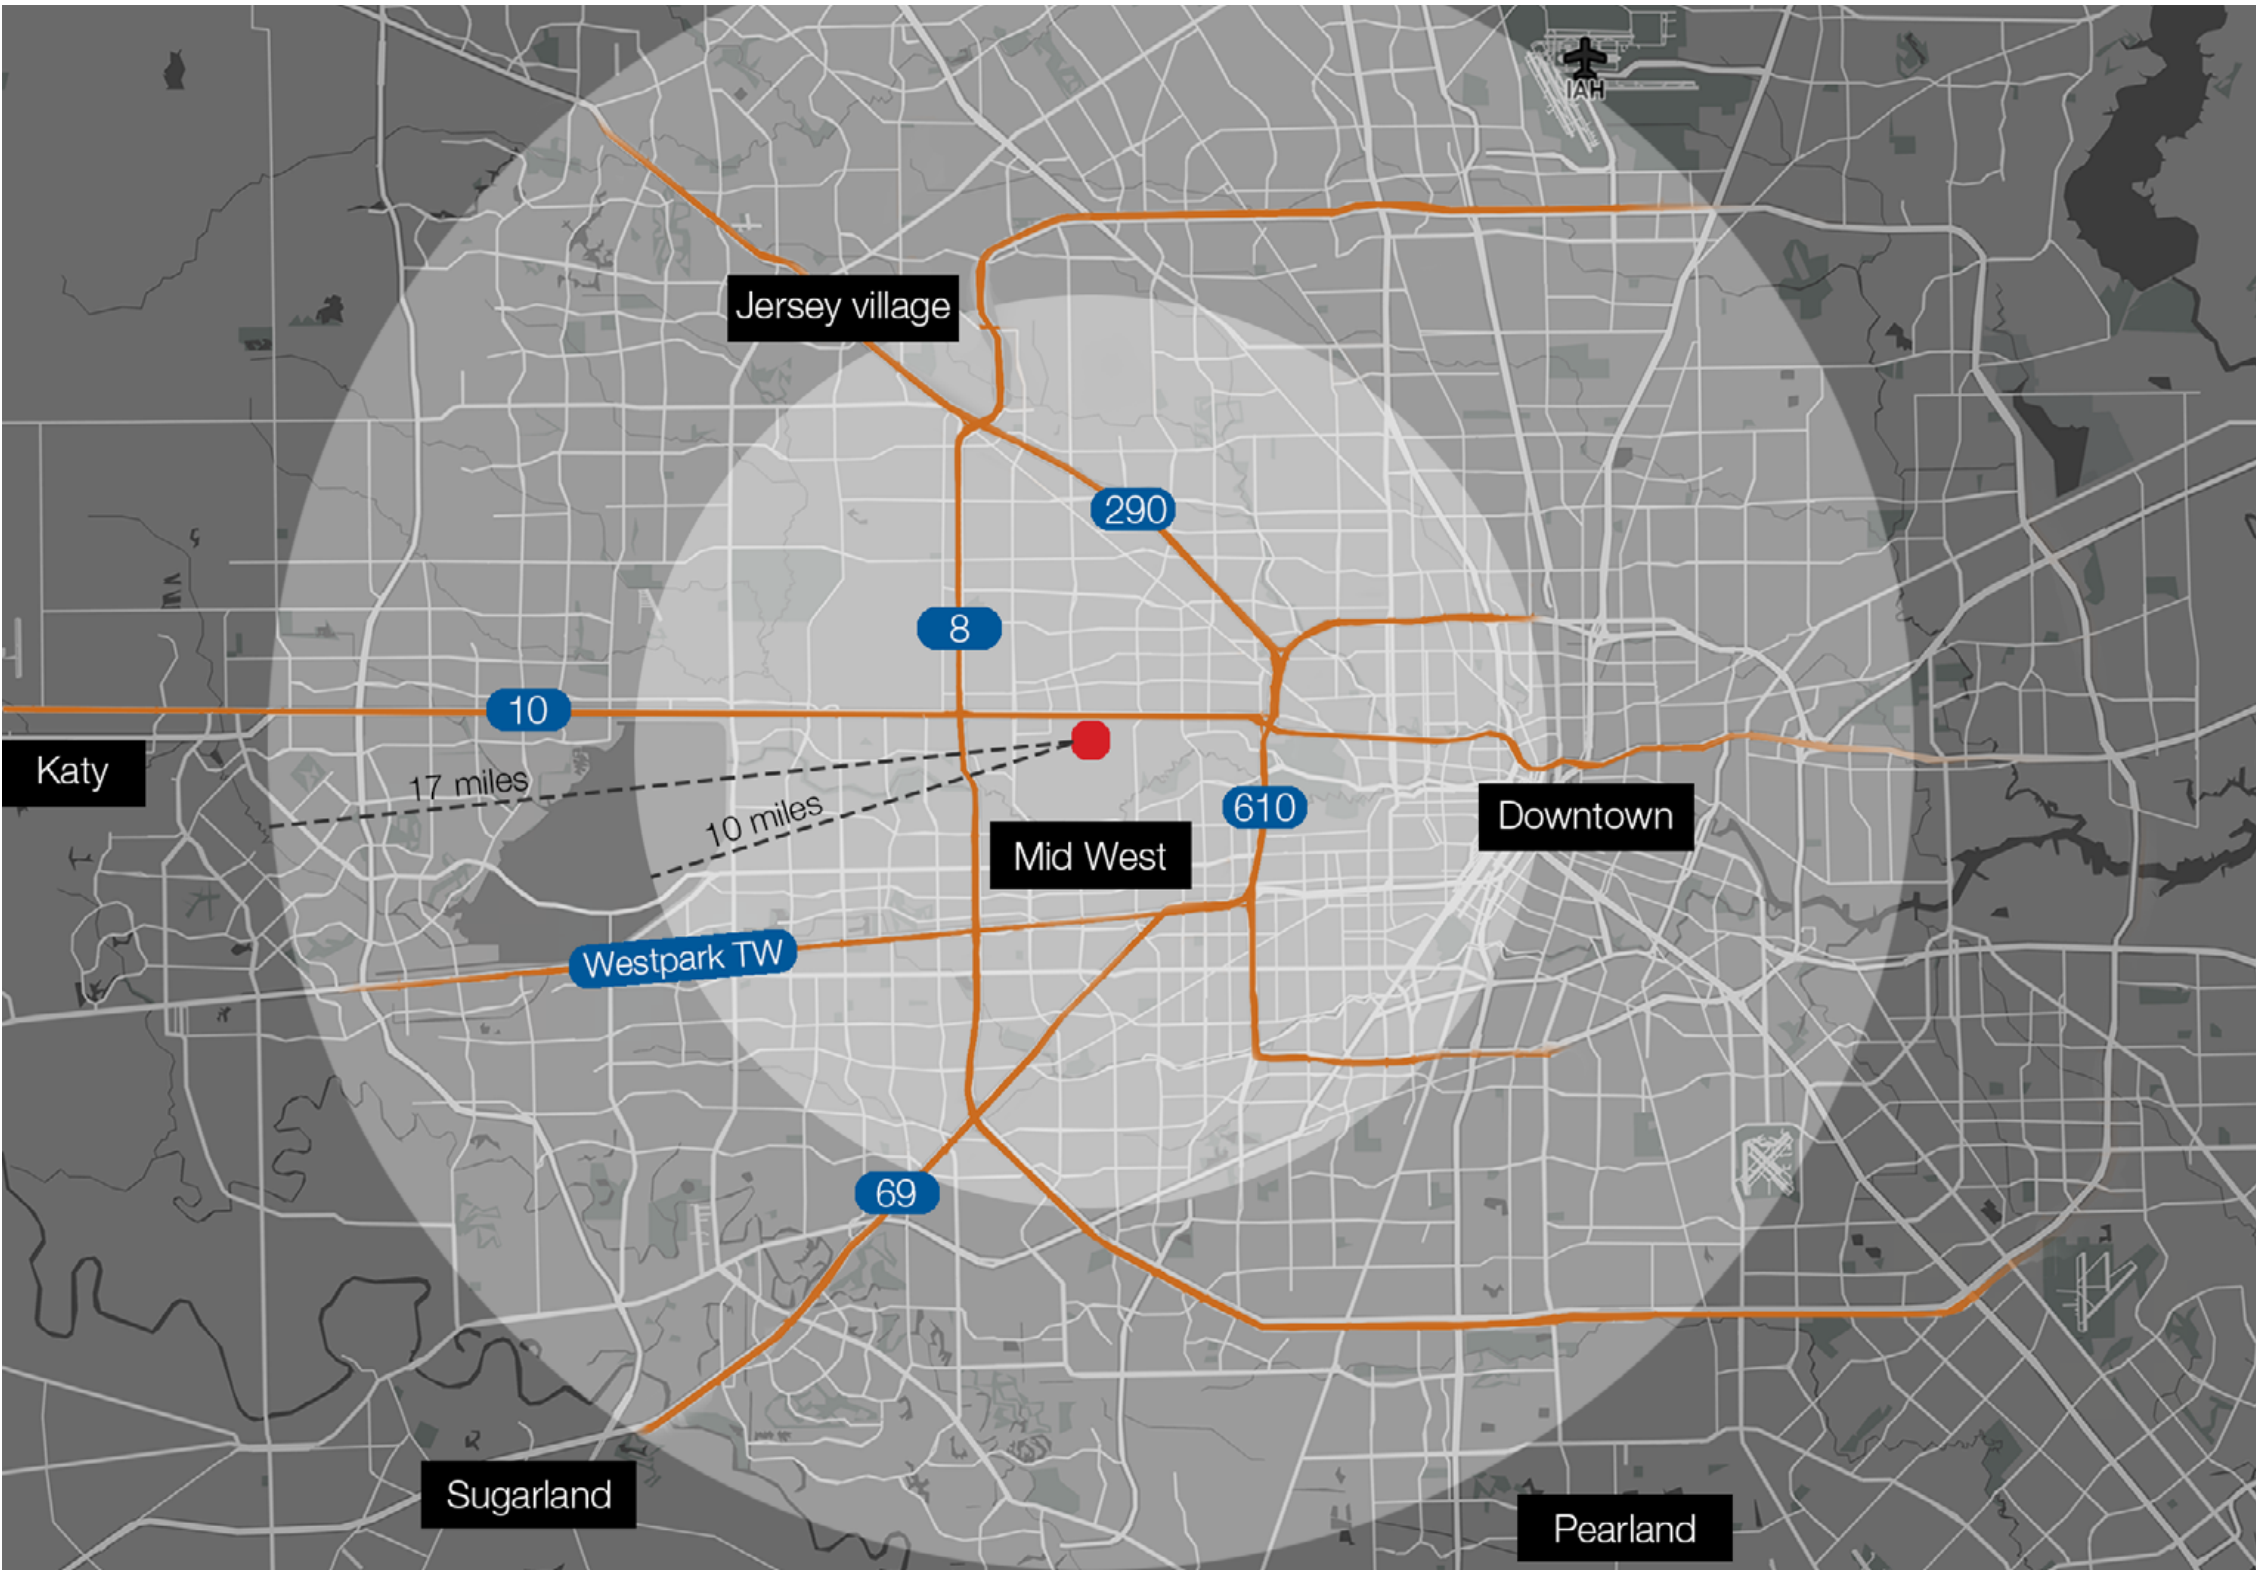 IAH
Jersey village
290
8
10
Katy
17 miles
10 miles
610
Downtown
Mid West
Westpark TW
69
Sugarland
Pearland